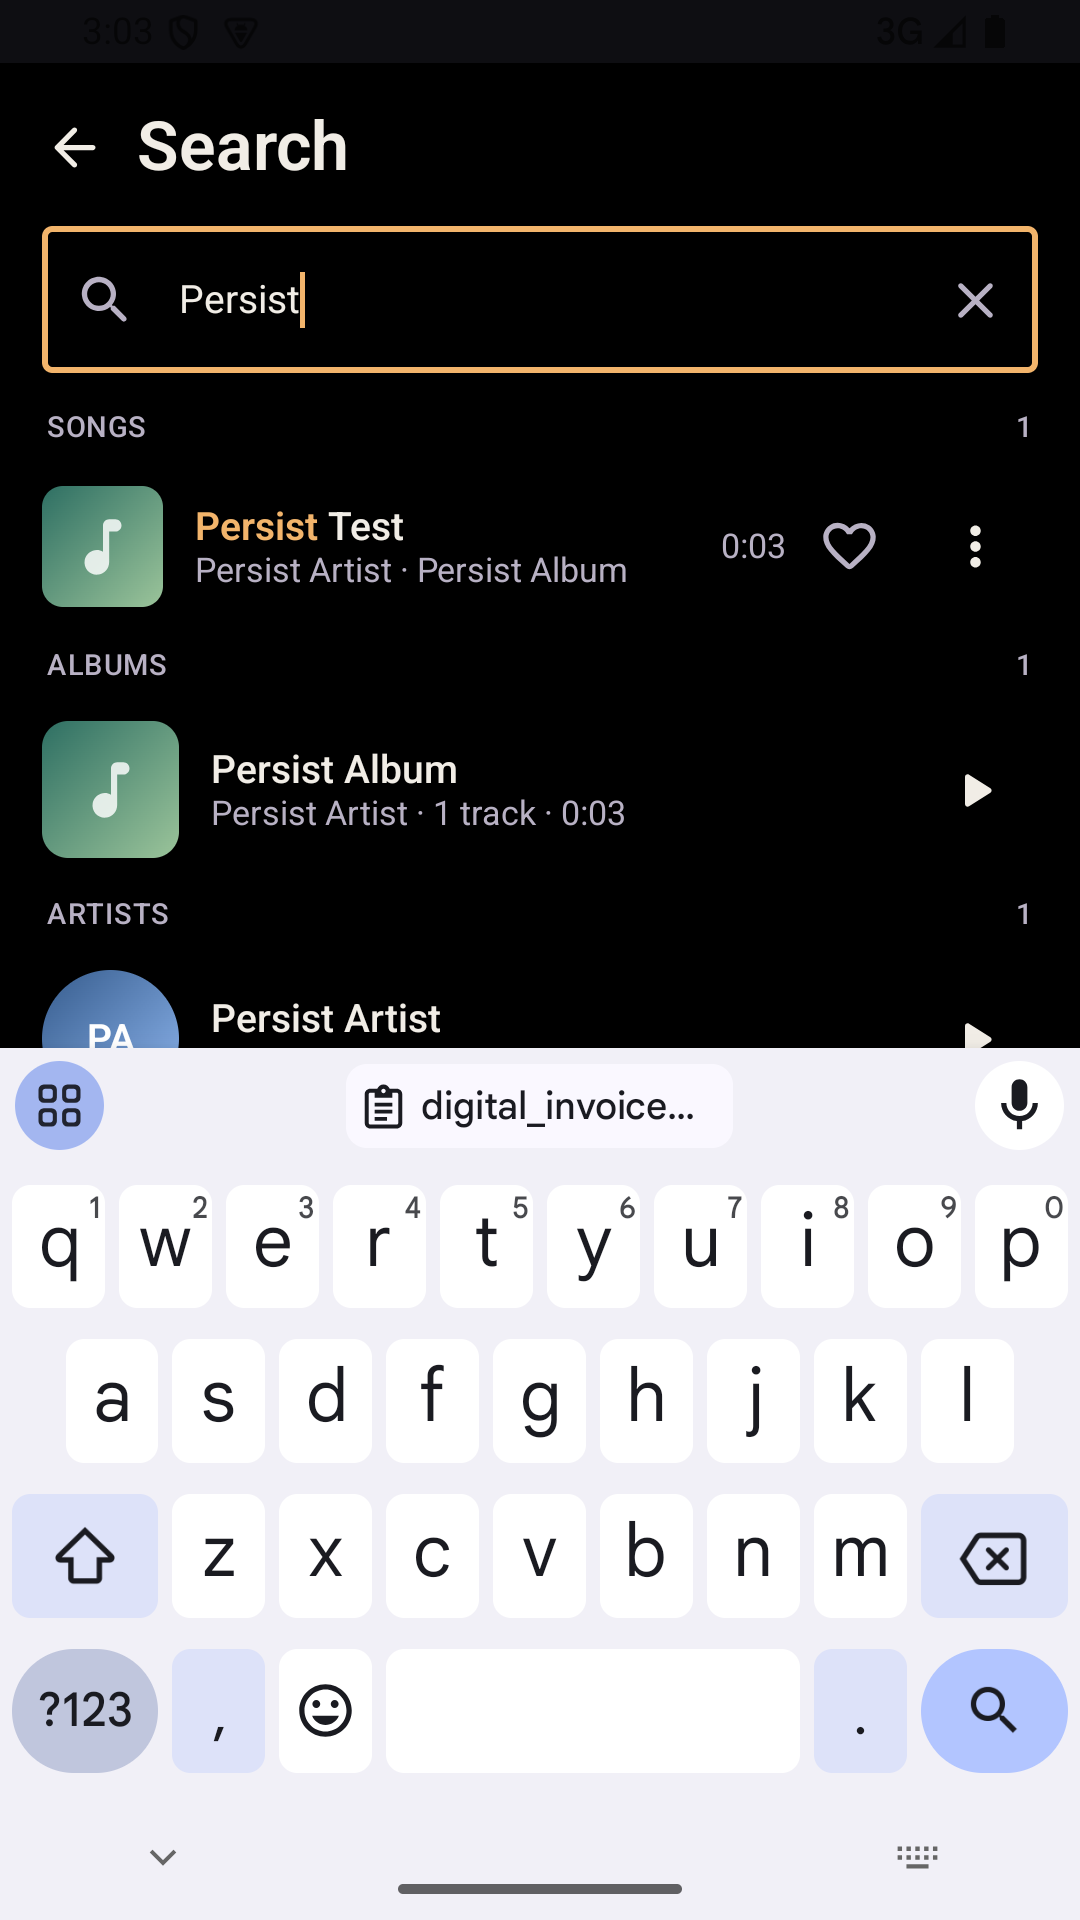 3:03
3G
Search
Persist
SONGS 1
Persist Test
Persist Artist · Persist Album
0:03
ALBUMS 1
Persist Album
Persist Artist · 1 track · 0:03
ARTISTS 1
PA
Persist Artist
digital_invoice...
q1 w2 e3 r4 t5 y6 u7 i8 o9 p0
a s d f g h j k l
z x c v b n m
?123 , .